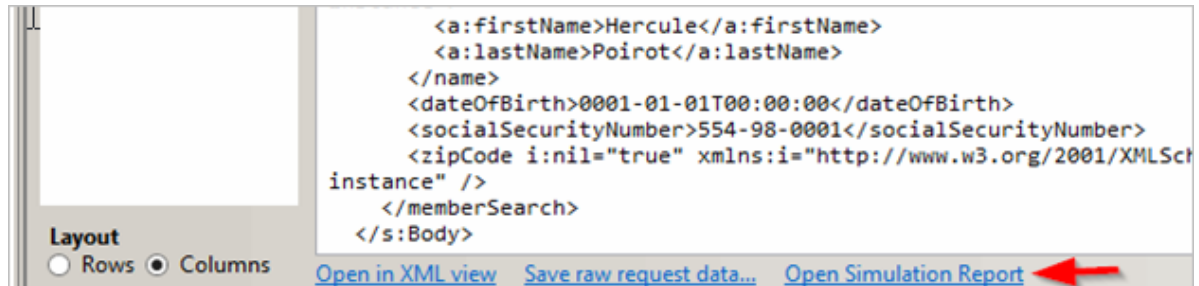 <a:firstName>Hercule</a:firstName>
<a:lastName>Poirot</a:lastName>
</name>
<dateOfBirth>0001-01-01T00:00:00</dateOfBirth>
<socialSecurityNumber>554-98-0001</socialSecurityNumber>
<zipCode i:nil="true" xmlns:i="http://www.w3.org/2001/XMLSch
instance" />
</memberSearch>
</s:Body>
Layout
Rows Columns
Open in XML view Save raw request data... Open Simulation Report